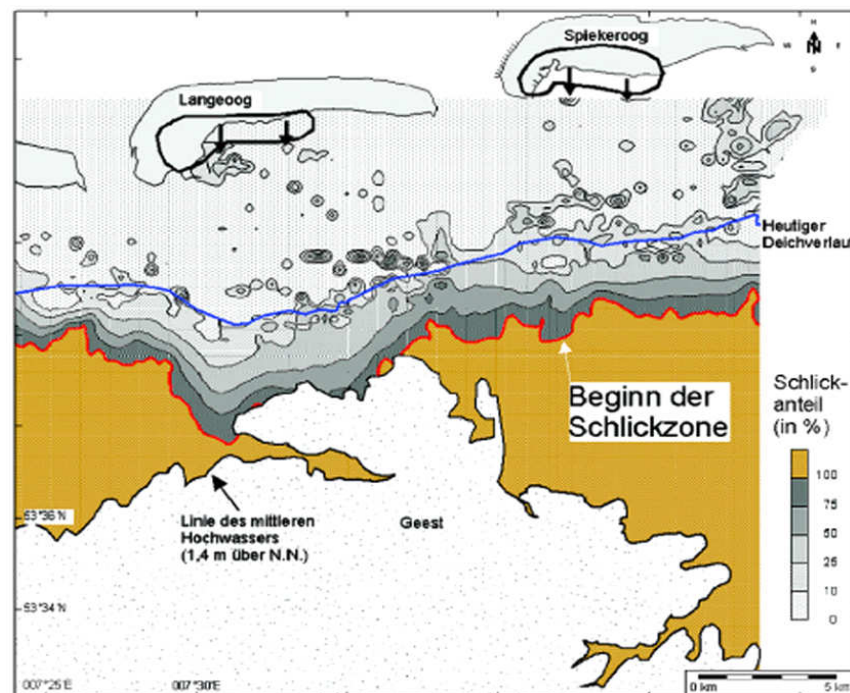 Spiekeroog
N
W E
S
Langeoog
Heutiger
Deichverlauf
Beginn der
Schlickzone
Schlick-
anteil
(in %)
100
75
50
25
10
0
53°36 N
Linie des mittleren
Hochwassers
(1,4 m über N.N.)
Geest
53°34 N
007°25 E
007°30 E
0 km
5 km